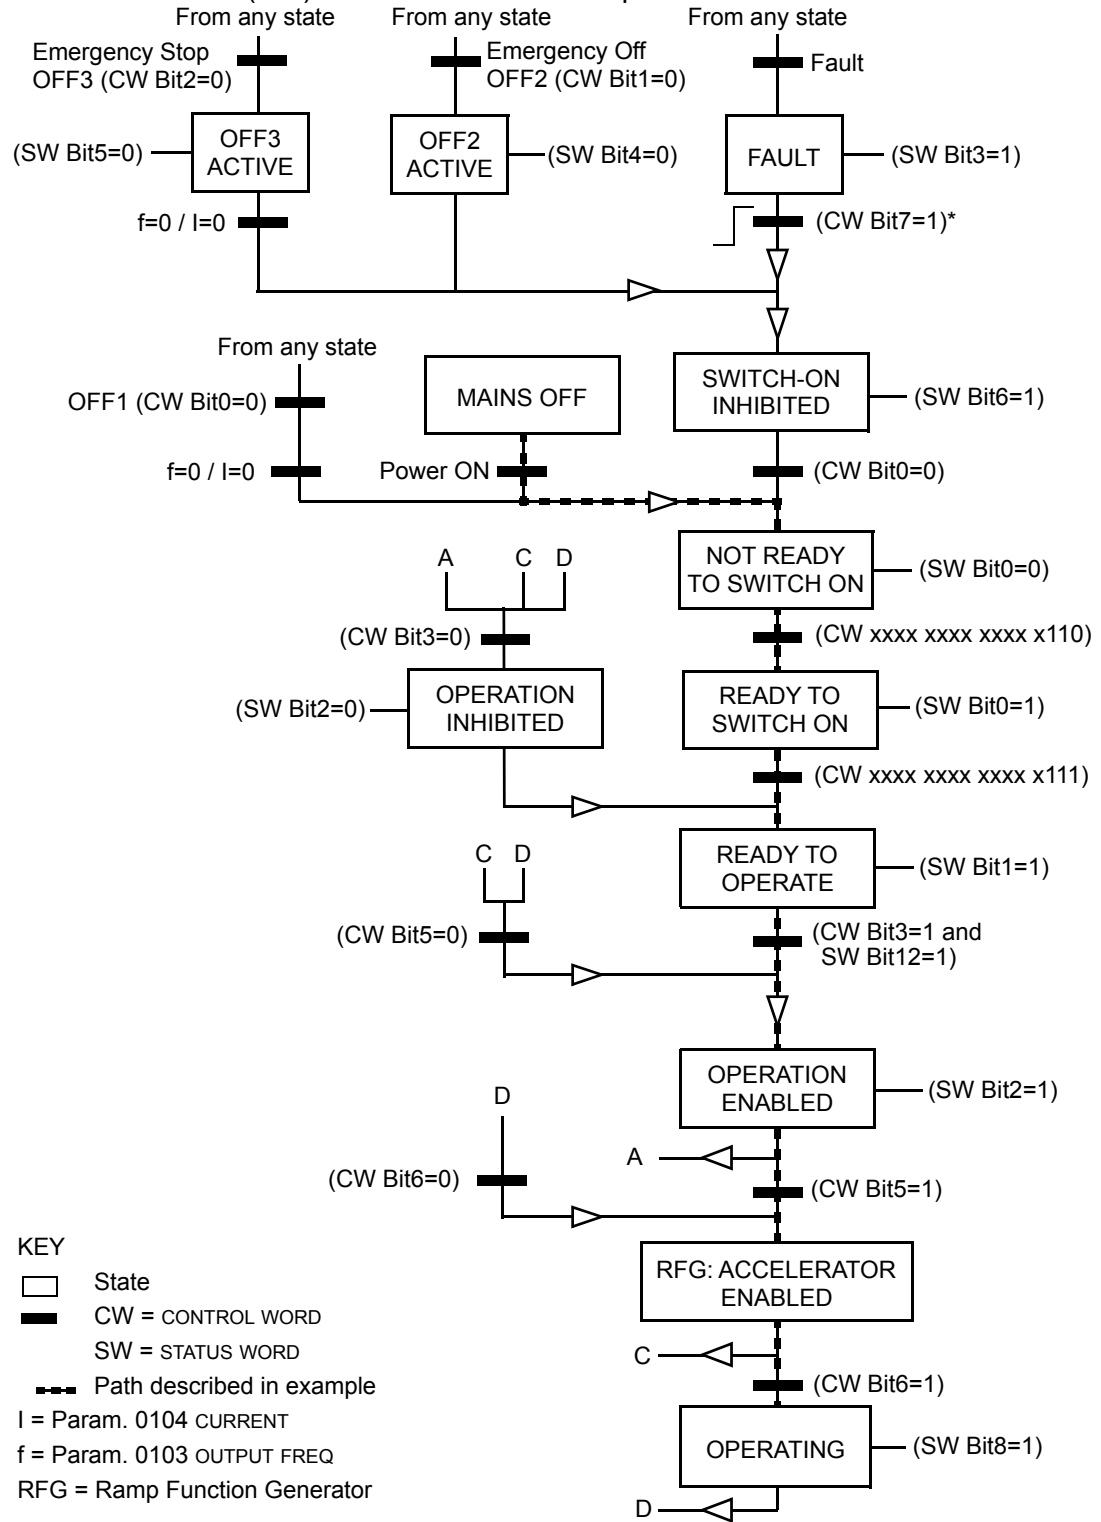 From any state
From any state
From any state
Emergency Stop
OFF3 (CW Bit2=0)
Emergency Off
OFF2 (CW Bit1=0)
Fault
(SW Bit5=0)
OFF3
ACTIVE
OFF2
ACTIVE
(SW Bit4=0)
FAULT
(SW Bit3=1)
f=0 / I=0
(CW Bit7=1)*
From any state
OFF1 (CW Bit0=0)
MAINS OFF
SWITCH-ON
INHIBITED
(SW Bit6=1)
f=0 / I=0
Power ON
(CW Bit0=0)
A
C
D
NOT READY
TO SWITCH ON
(SW Bit0=0)
(CW Bit3=0)
(CW xxxx xxxx xxxx x110)
(SW Bit2=0)
OPERATION
INHIBITED
READY TO
SWITCH ON
(SW Bit0=1)
(CW xxxx xxxx xxxx x111)
C
D
READY TO
OPERATE
(SW Bit1=1)
(CW Bit5=0)
(CW Bit3=1 and
SW Bit12=1)
OPERATION
ENABLED
(SW Bit2=1)
D
A
(CW Bit6=0)
(CW Bit5=1)
RFG: ACCELERATOR
ENABLED
C
(CW Bit6=1)
OPERATING
(SW Bit8=1)
D
KEY
State
CW = CONTROL WORD
SW = STATUS WORD
Path described in example
I = Param. 0104 CURRENT
f = Param. 0103 OUTPUT FREQ
RFG = Ramp Function Generator